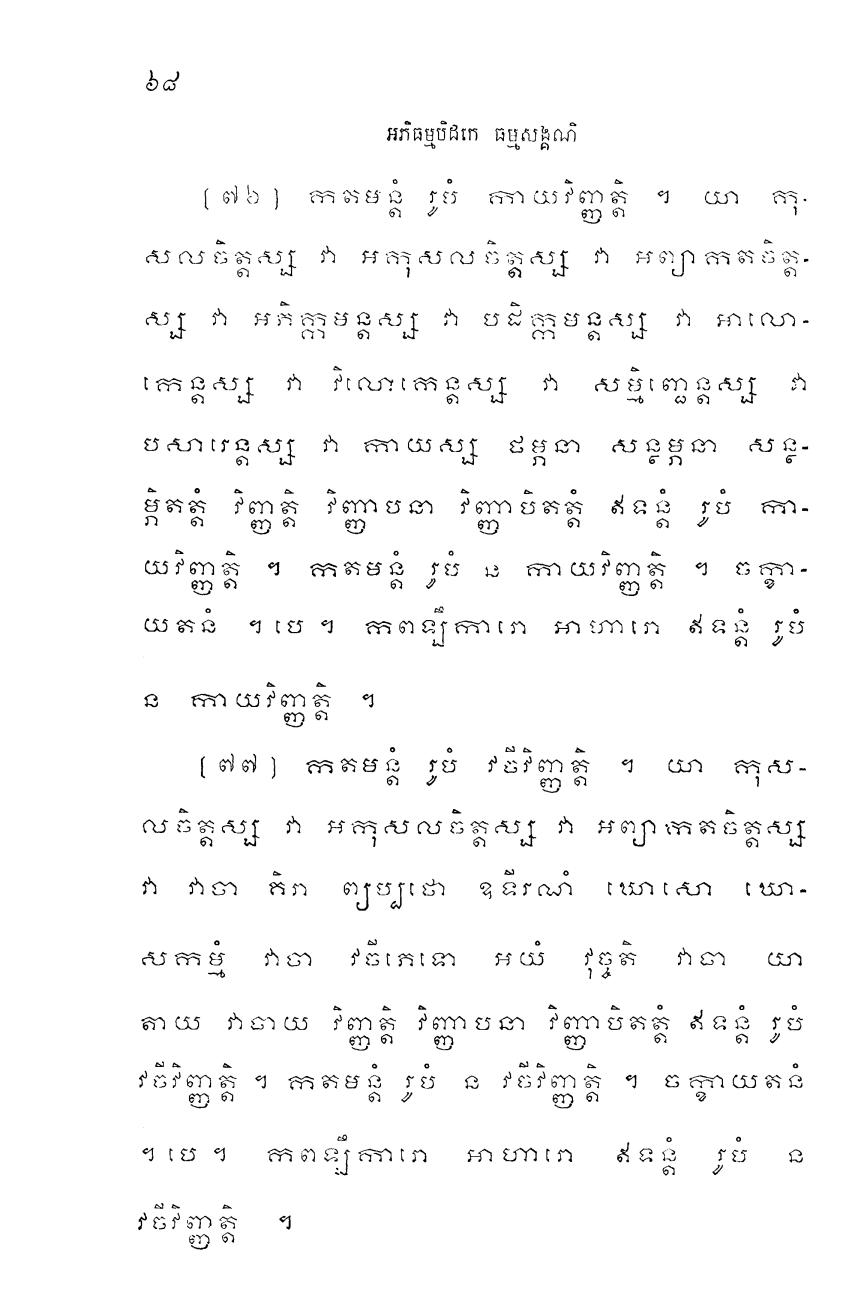 ៦៨
អភិធម្មបិដកេ ធម្មសង្គណិ
[៧៦] កតមន្តំ រូបំ កាយវិញ្ញត្តិ ។ យា កុ-
សលចិត្តស្ស វា អកុសលចិត្តស្ស វា អព្យាកតចិត្ត-
ស្ស វា អភិក្កមន្តស្ស វា បដិក្កមន្តស្ស វា អាលោ-
កេន្តស្ស វា វិលោកេន្តស្ស វា សម្មិញ្ជេន្តស្ស វា
បសារេន្តស្ស វា កាយស្ស ថម្ភនា សន្ថម្ភនា សន្ថ-
ម្ភិតត្តំ វិញ្ញត្តិ វិញ្ញាបនា វិញ្ញាបិតត្តំ ឥទន្តំ រូបំ កា-
យវិញ្ញត្តិ ។ កតមន្តំ រូបំ ន កាយវិញ្ញត្តិ ។ ចក្ខា-
យតនំ ។ បេ ។ កពឡឹការោ អាហារោ ឥទន្តំ រូបំ
ន កាយវិញ្ញត្តិ ។
[៧៧] កតមន្តំ រូបំ វចីវិញ្ញត្តិ ។ យា កុស-
លចិត្តស្ស វា អកុសលចិត្តស្ស វា អព្យាកតចិត្តស្ស
វា វាចា គិរា ព្យប្បថោ ឧទីរណំ ឃោសោ ឃោ-
សកម្មំ វាចា វចីភេទោ អយំ វុច្ចតិ វាចា យា
តាយ វាចាយ វិញ្ញត្តិ វិញ្ញាបនា វិញ្ញាបិតត្តំ ឥទន្តំ រូបំ
វចីវិញ្ញត្តិ ។ កតមន្តំ រូបំ ន វចីវិញ្ញត្តិ ។ ចក្ខាយតនំ
។ បេ ។ កពឡឹការោ អាហារោ ឥទន្តំ រូបំ ន
វចីវិញ្ញត្តិ ។